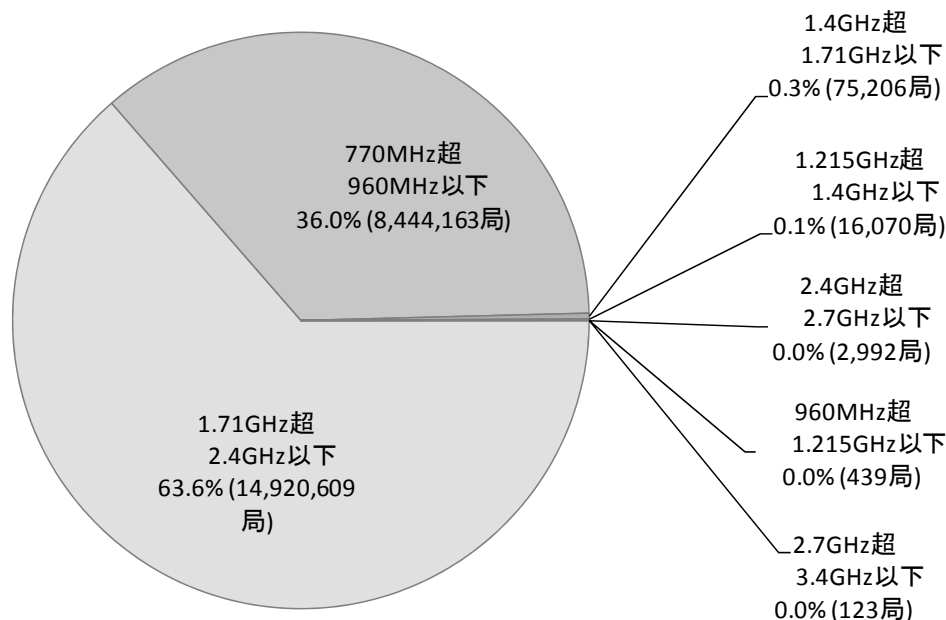 1.4GHz超
1.71GHz以下
0.3% (75,206局)
770MHz超
960MHz以下
36.0% (8,444,163局)
1.215GHz超
1.4GHz以下
0.1% (16,070局)
2.4GHz超
2.7GHz以下
0.0% (2,992局)
1.71GHz超
2.4GHz以下
63.6% (14,920,609
局)
960MHz超
1.215GHz以下
0.0% (439局)
2.7GHz超
3.4GHz以下
0.0% (123局)